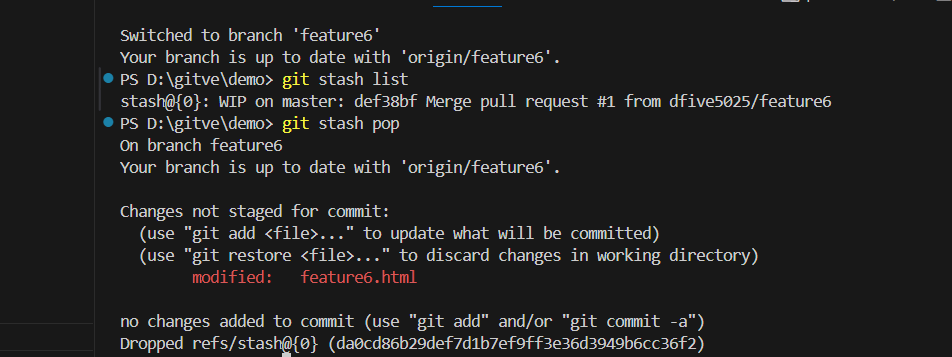 Switched to branch 'feature6'
Your branch is up to date with 'origin/feature6'.
PS D:\gitve\demo> git stash list
stash@{0}: WIP on master: def38bf Merge pull request #1 from dfive5025/feature6
PS D:\gitve\demo> git stash pop
On branch feature6
Your branch is up to date with 'origin/feature6'.
Changes not staged for commit:
(use "git add <file>..." to update what will be committed)
(use "git restore <file>..." to discard changes in working directory)
modified: feature6.html
no changes added to commit (use "git add" and/or "git commit -a")
Dropped refs/stash@{0} (da0cd86b29def7d1b7ef9ff3e36d3949b6cc36f2)